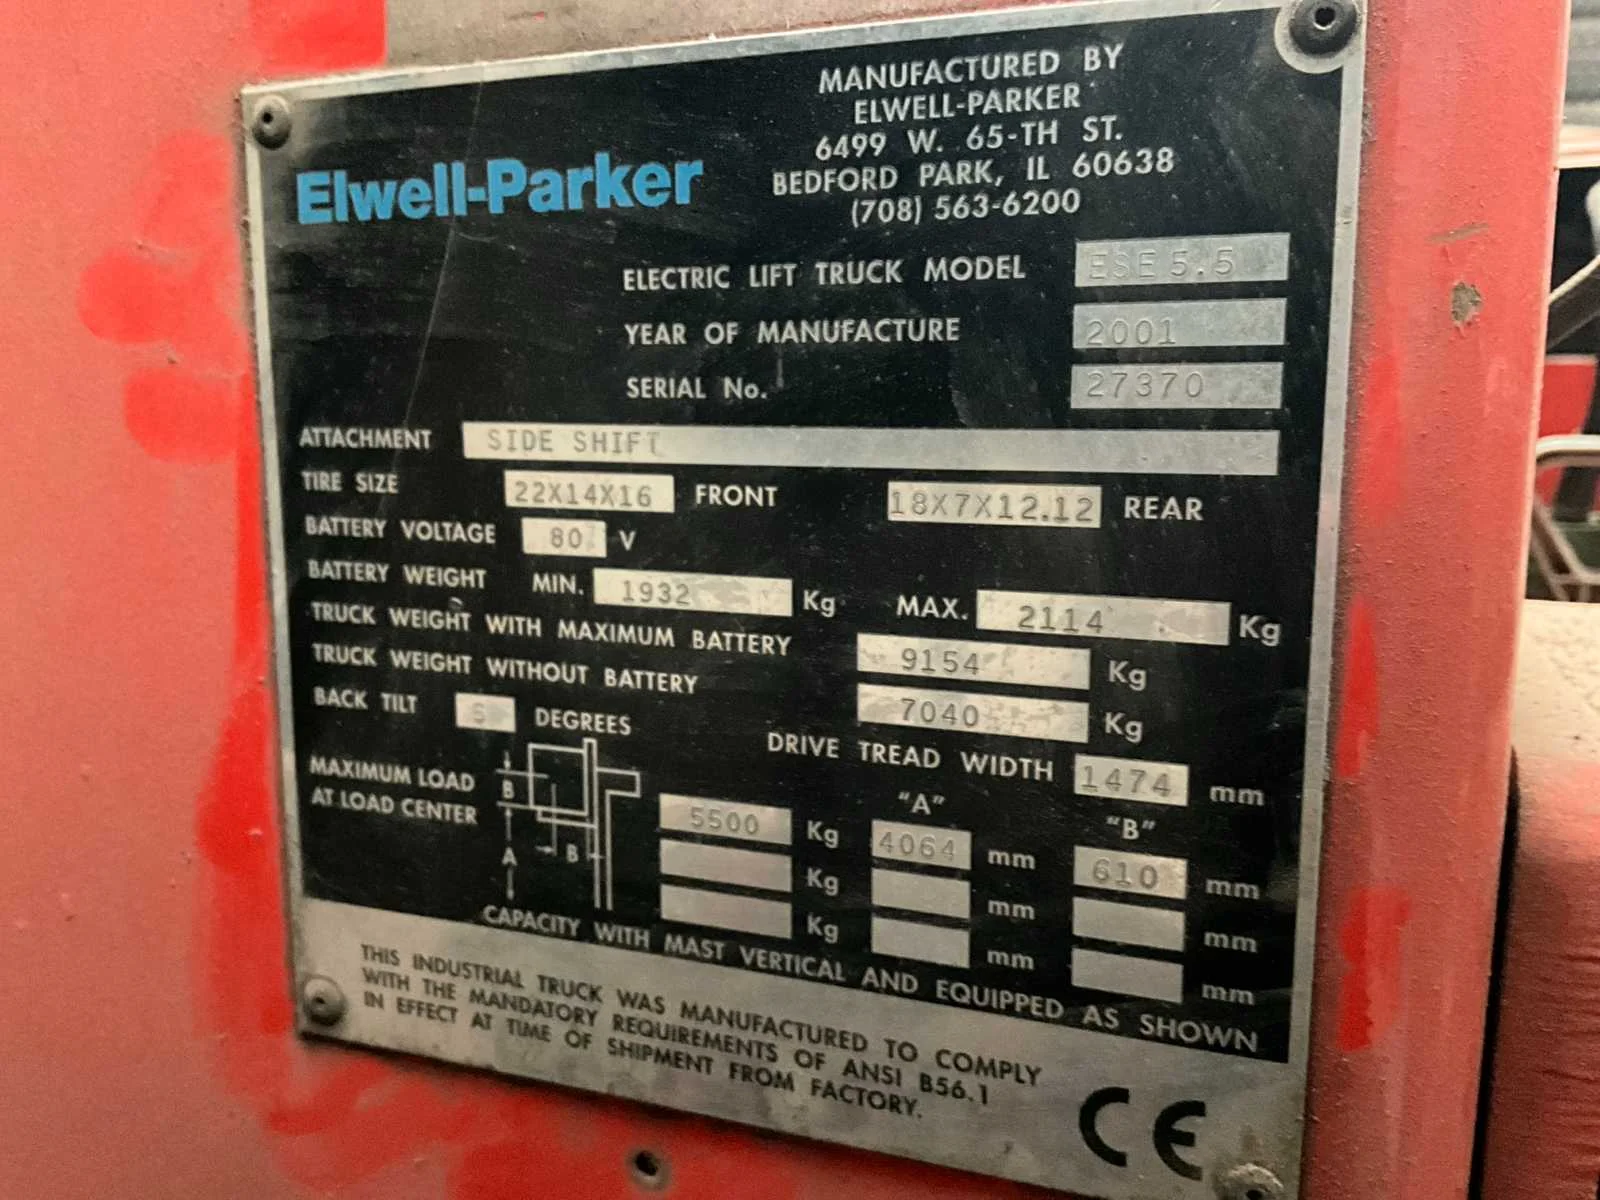 MANUFACTURED BY
ELWELL-PARKER
6499 W. 65-TH ST.
BEDFORD PARK, IL 60638
(708) 563-6200
Elwell-Parker
ELECTRIC LIFT TRUCK MODEL ESE5.5
YEAR OF MANUFACTURE 2001
SERIAL No. 27370
ATTACHMENT SIDE SHIFT
TIRE SIZE 22X14X16 FRONT 18X7X12.12 REAR
BATTERY VOLTAGE 80 V
BATTERY WEIGHT MIN. 1932 Kg MAX. 2114 Kg
TRUCK WEIGHT WITH MAXIMUM BATTERY 9154 Kg
TRUCK WEIGHT WITHOUT BATTERY 7040 Kg
BACK TILT DEGREES
DRIVE TREAD WIDTH 1474 mm
"A" "B"
MAXIMUM LOAD
AT LOAD CENTER
B
A B
5500 Kg 4064 mm 610 mm
Kg mm mm
Kg mm mm
CAPACITY WITH MAST VERTICAL AND EQUIPPED AS SHOWN
THIS INDUSTRIAL TRUCK WAS MANUFACTURED TO COMPLY
WITH THE MANDATORY REQUIREMENTS OF ANSI B56.1
IN EFFECT AT TIME OF SHIPMENT FROM FACTORY.
CE